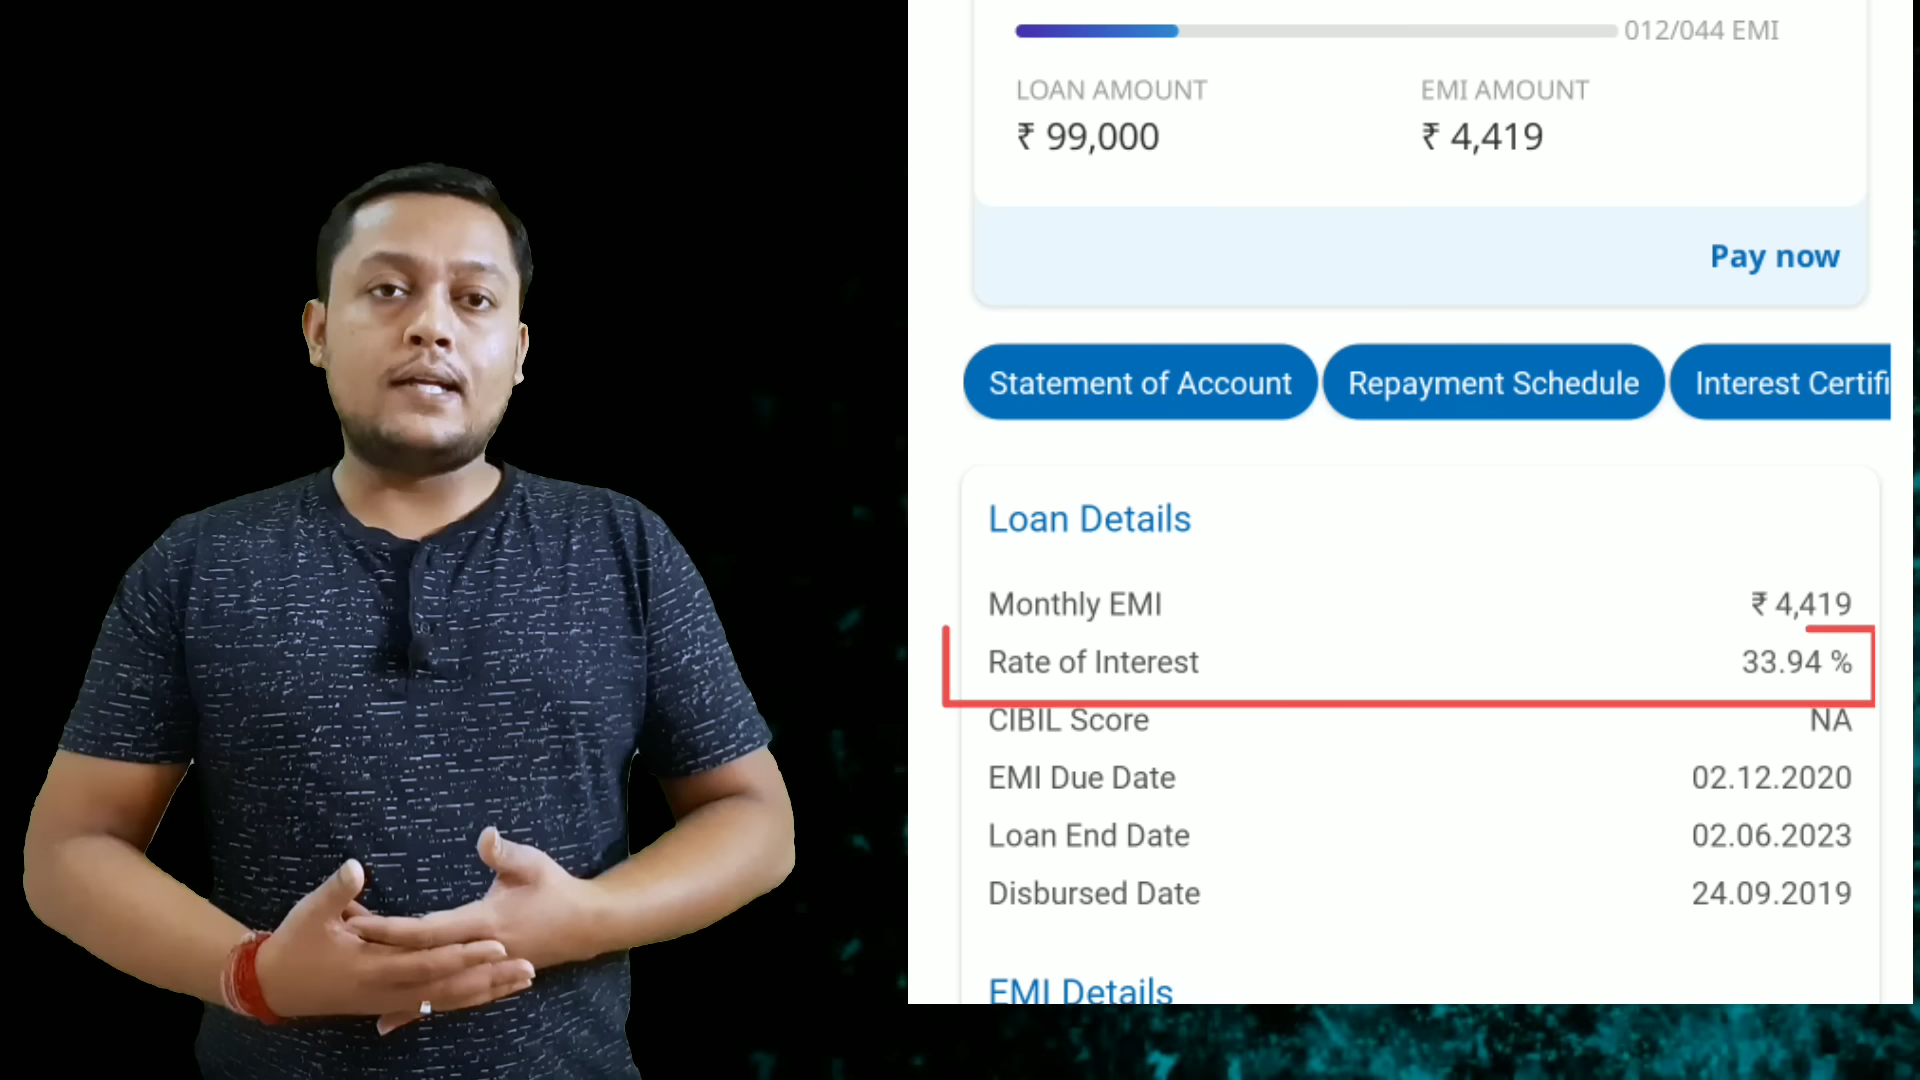 012/044 EMI
LOAN AMOUNT EMI AMOUNT
₹ 99,000 ₹ 4,419
Pay now
Statement of Account Repayment Schedule Interest Certifi
Loan Details
Monthly EMI ₹ 4,419
Rate of Interest 33.94 %
CIBIL Score NA
EMI Due Date 02.12.2020
Loan End Date 02.06.2023
Disbursed Date 24.09.2019
EMI Details